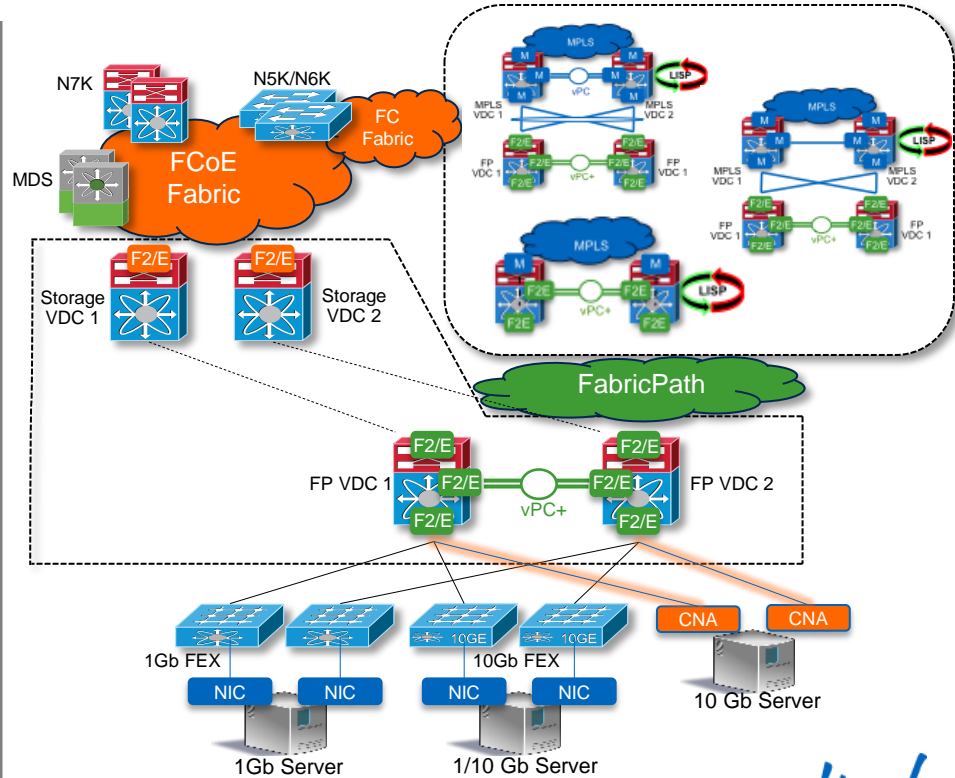 N7K
N5K/N6K
FC
Fabric
FCoE
Fabric
MDS
MPLS
M
M
M
M
vPC
M
M
LISP
MPLS
VDC 1
MPLS
VDC 2
F2/E
F2/E
F2/E
F2/E
vPC+
F2/E
F2/E
FP
VDC 1
FP
VDC 1
MPLS
M
M
M
M
M
M
LISP
MPLS
VDC 1
MPLS
VDC 2
F2/E
F2/E
F2/E
F2/E
vPC+
F2/E
F2/E
FP
VDC 1
FP
VDC 1
MPLS
M
M
F2E
F2E
vPC+
F2E
F2E
LISP
F2/E
F2/E
Storage
VDC 1
Storage
VDC 2
FabricPath
F2/E
F2/E
FP VDC 1
F2/E
F2/E
FP VDC 2
vPC+
F2/E
F2/E
10GE
10GE
CNA
CNA
1Gb FEX
10Gb FEX
NIC
NIC
NIC
NIC
10 Gb Server
1Gb Server
1/10 Gb Server